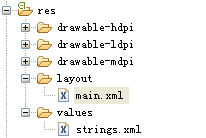 res
drawable-hdpi
drawable-ldpi
drawable-mdpi
layout
main.xml
values
strings.xml